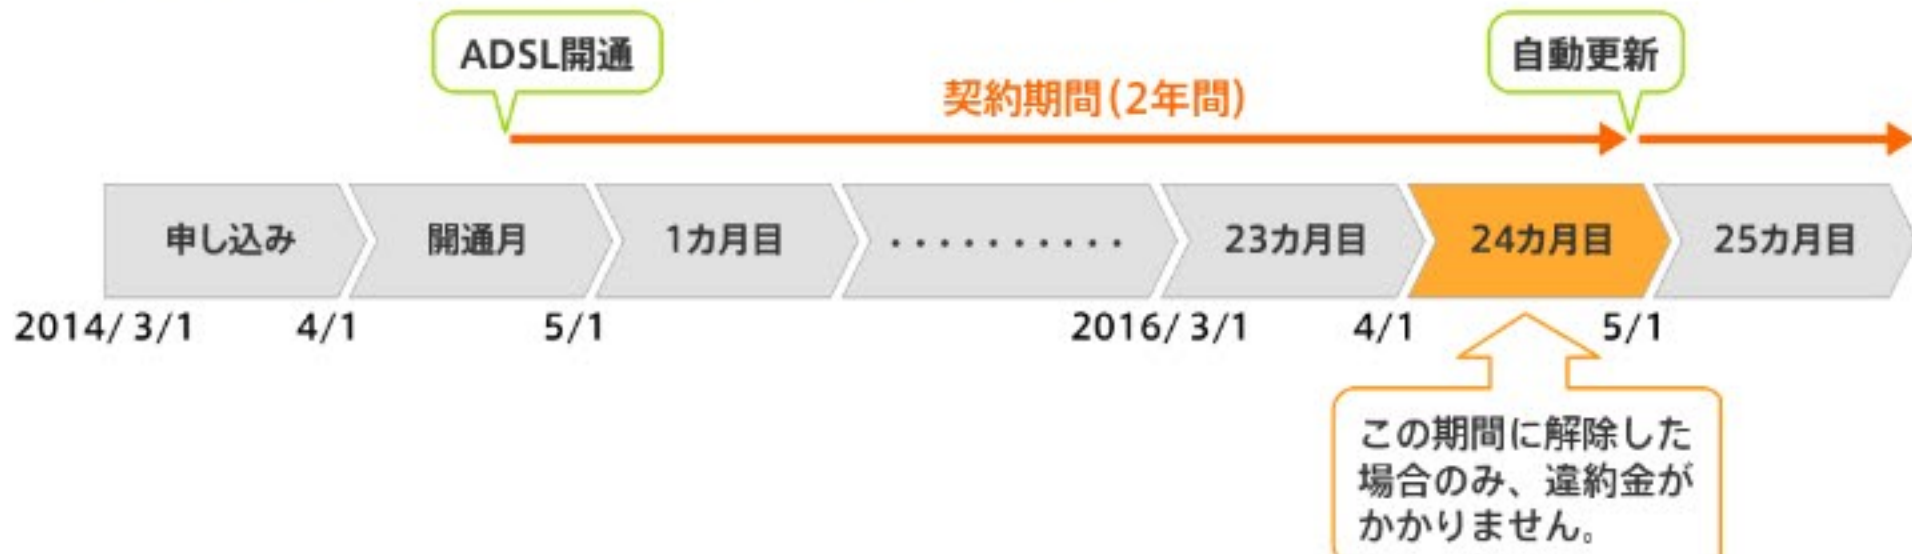 ADSL開通
自動更新
契約期間(2年間)
申し込み
開通月
1カ月目
‥‥‥‥‥
23カ月目
24カ月目
25カ月目
2014/ 3/1
4/1
5/1
2016/ 3/1
4/1
5/1
この期間に解除した
場合のみ、違約金が
かかりません。